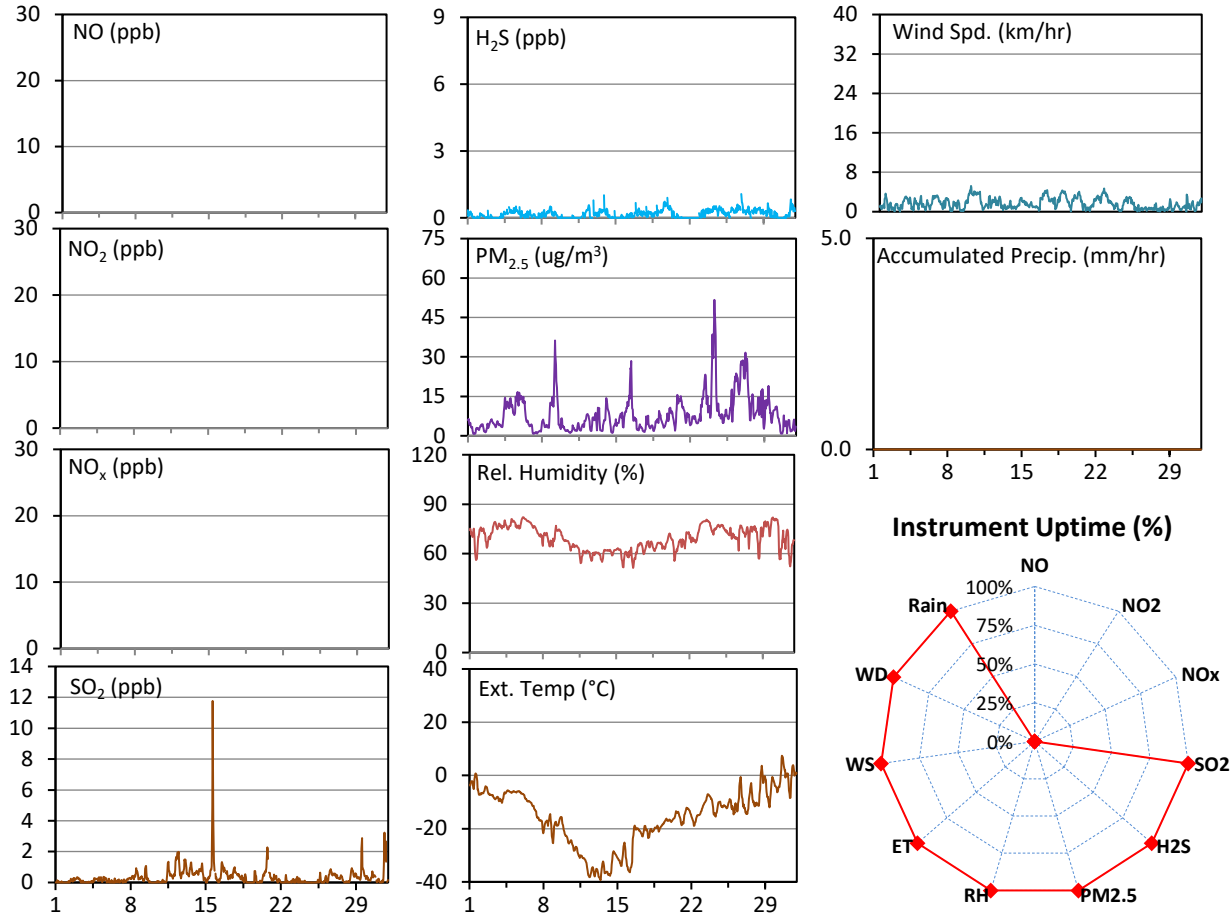 NO (ppb)
30
20
10
0
NO₂ (ppb)
30
20
10
0
NOₓ (ppb)
30
20
10
0
SO₂ (ppb)
14
12
10
8
6
4
2
0
1 8 15 22 29
H₂S (ppb)
9
6
3
0
PM₂.₅ (ug/m³)
75
60
45
30
15
0
Rel. Humidity (%)
120
90
60
30
0
Ext. Temp (°C)
40
20
0
-20
-40
1 8 15 22 29
Wind Spd. (km/hr)
40
32
24
16
8
0
Accumulated Precip. (mm/hr)
5.0
0.0
1 8 15 22 29
Instrument Uptime (%)
NO
NO2
NOx
SO2
H2S
PM2.5
RH
ET
WS
WD
Rain
100%
75%
50%
25%
0%